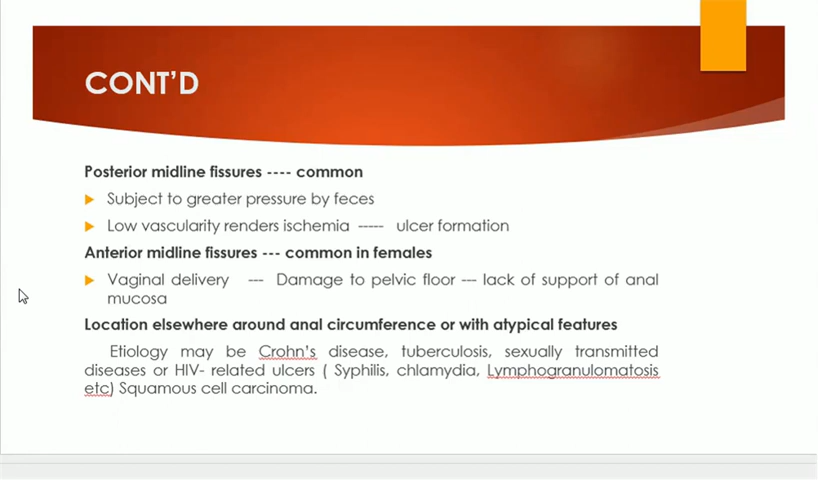 CONT'D
Posterior midline fissures ---- common
Subject to greater pressure by feces
Low vascularity renders ischemia ----- ulcer formation
Anterior midline fissures --- common in females
Vaginal delivery --- Damage to pelvic floor --- lack of support of anal
mucosa
Location elsewhere around anal circumference or with atypical features
Etiology may be Crohn's disease, tuberculosis, sexually transmitted
diseases or HIV- related ulcers ( Syphilis, chlamydia, Lymphogranulomatosis
etc) Squamous cell carcinoma.